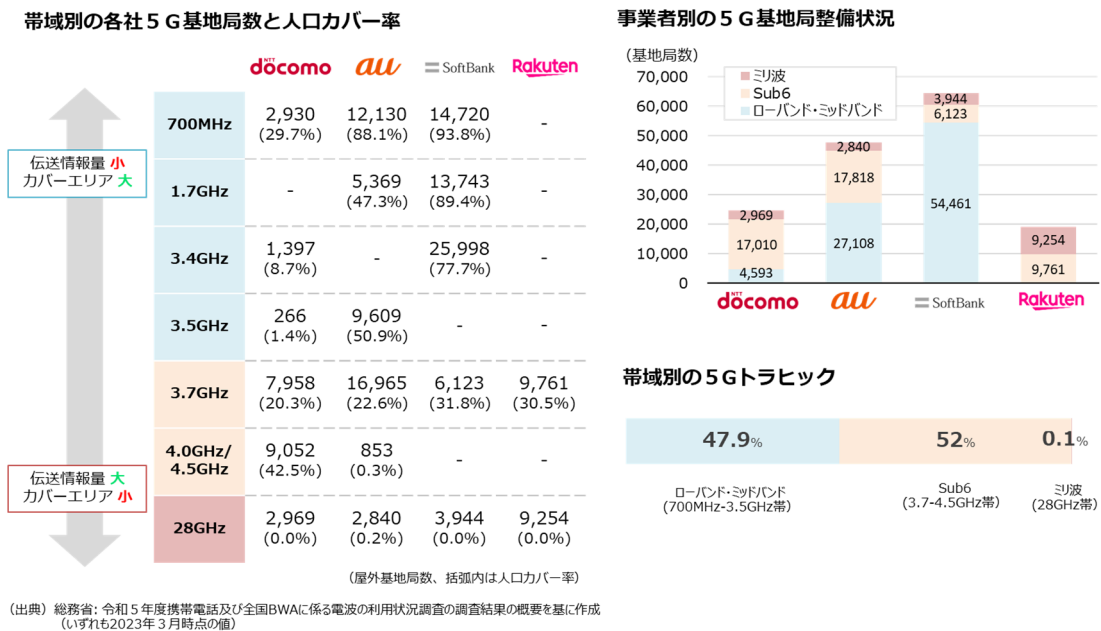 帯域別の各社５Ｇ基地局数と人口カバー率
NTT docomo au SoftBank Rakuten
伝送情報量 小
カバーエリア 大
伝送情報量 大
カバーエリア 小
700MHz 2,930 12,130 14,720 -
(29.7%) (88.1%) (93.8%)
1.7GHz - 5,369 13,743 -
(47.3%) (89.4%)
3.4GHz 1,397 - 25,998 -
(8.7%) (77.7%)
3.5GHz 266 9,609 - -
(1.4%) (50.9%)
3.7GHz 7,958 16,965 6,123 9,761
(20.3%) (22.6%) (31.8%) (30.5%)
4.0GHz/
4.5GHz 9,052 853 - -
(42.5%) (0.3%)
28GHz 2,969 2,840 3,944 9,254
(0.0%) (0.2%) (0.0%) (0.0%)
（屋外基地局数、括弧内は人口カバー率）
（出典）総務省: 令和５年度携帯電話及び全国BWAに係る電波の利用状況調査の調査結果の概要を基に作成
（いずれも2023年３月時点の値）
事業者別の５Ｇ基地局整備状況
（基地局数）
70,000
60,000
50,000
40,000
30,000
20,000
10,000
0
ミリ波
Sub6
ローバンド・ミッドバンド
2,969
17,010
4,593
2,840
17,818
27,108
3,944
6,123
54,461
9,254
9,761
NTT docomo au SoftBank Rakuten
帯域別の５Ｇトラヒック
47.9% 52% 0.1%
ローバンド・ミッドバンド
(700MHz-3.5GHz帯)
Sub6
(3.7-4.5GHz帯)
ミリ波
(28GHz帯)